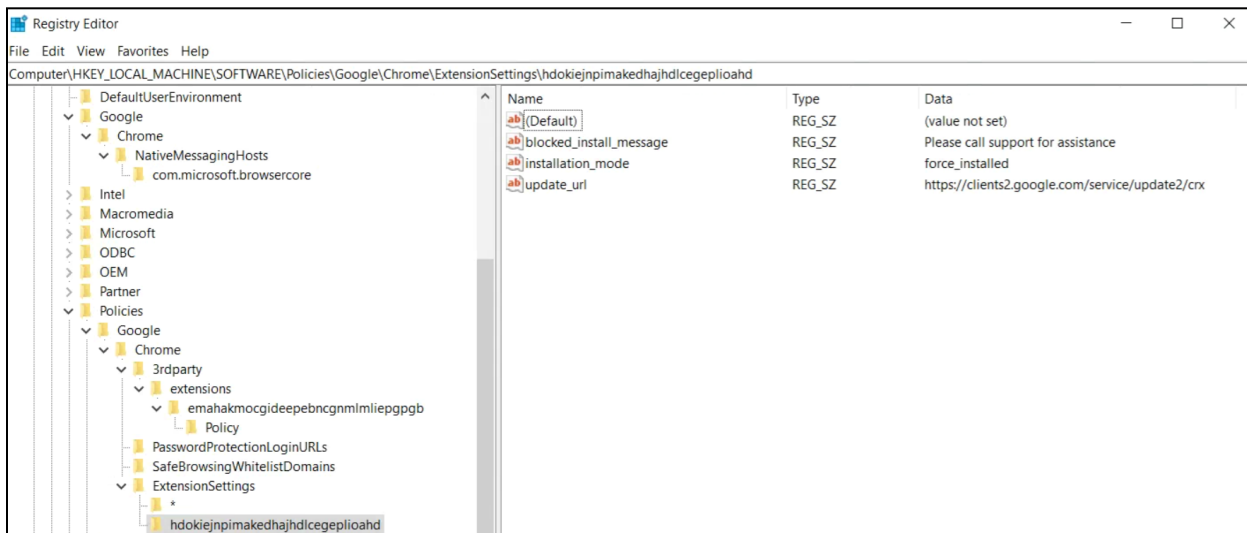 Registry Editor
File Edit View Favorites Help
Computer\HKEY_LOCAL_MACHINE\SOFTWARE\Policies\Google\Chrome\ExtensionSettings\hdokiejnpimakedhajhdlcegeplioahd
DefaultUserEnvironment
Google
Chrome
NativeMessagingHosts
com.microsoft.browsercore
Intel
Macromedia
Microsoft
ODBC
OEM
Partner
Policies
Google
Chrome
3rdparty
extensions
emahakmocgideepebncgnmlmliepgpgb
Policy
PasswordProtectionLoginURLs
SafeBrowsingWhitelistDomains
ExtensionSettings
*
hdokiejnpimakedhajhdlcegeplioahd
Name Type Data
(Default) REG_SZ (value not set)
blocked_install_message REG_SZ Please call support for assistance
installation_mode REG_SZ force_installed
update_url REG_SZ https://clients2.google.com/service/update2/crx